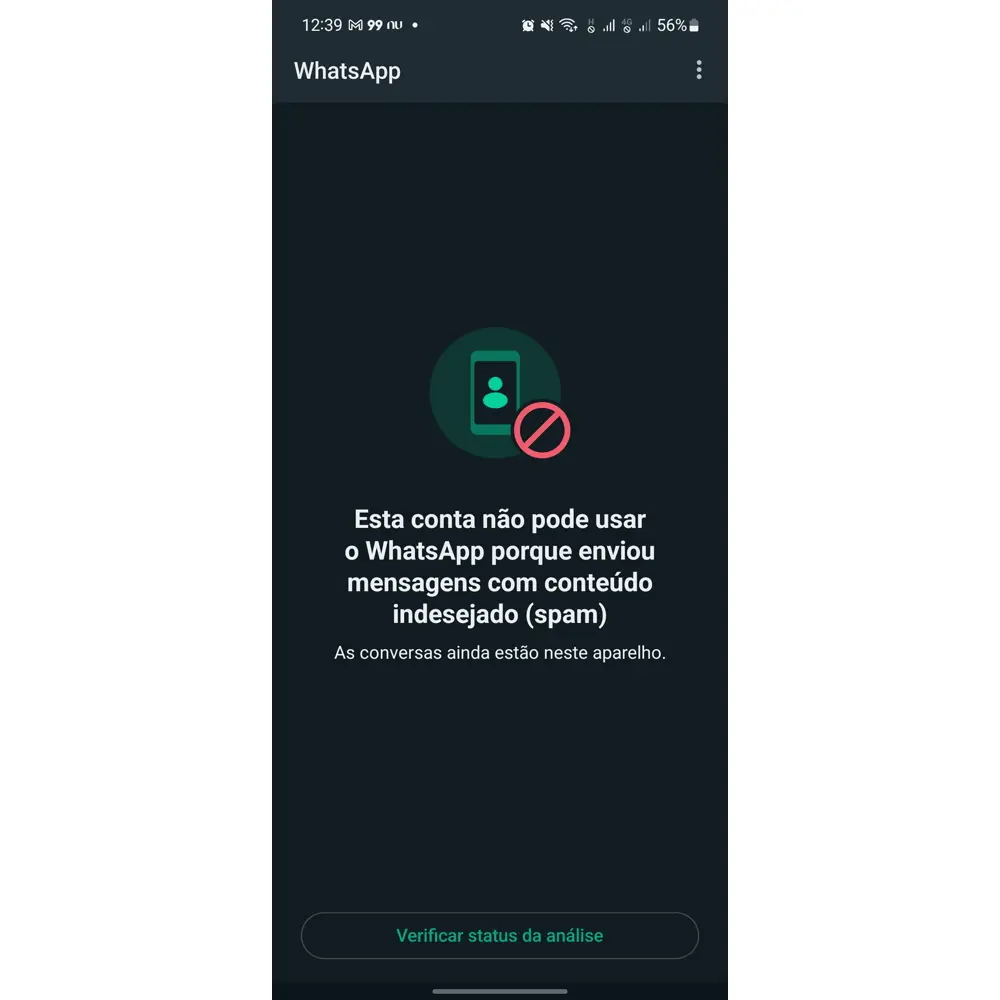 12:39 99 nu 56%
WhatsApp
Esta conta não pode usar
o WhatsApp porque enviou
mensagens com conteúdo
indesejado (spam)
As conversas ainda estão neste aparelho.
Verificar status da análise